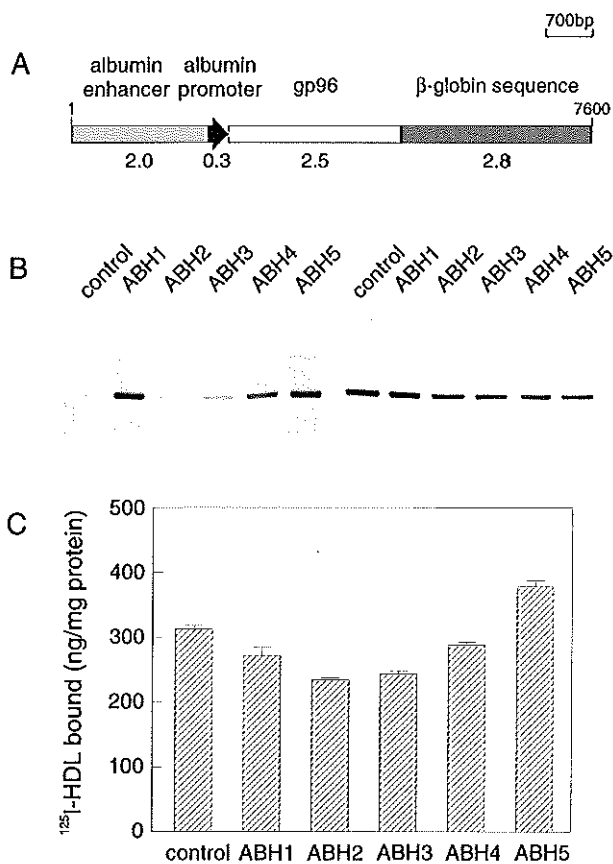 700bp
A
albumin enhancer
albumin promoter
gp96
β-globin sequence
1
7600
2.0
0.3
2.5
2.8
B
control
ABH1
ABH2
ABH3
ABH4
ABH5
control
ABH1
ABH2
ABH3
ABH4
ABH5
C
¹²⁵I-HDL bound (ng/mg protein)
500
400
300
200
100
0
control ABH1 ABH2 ABH3 ABH4 ABH5